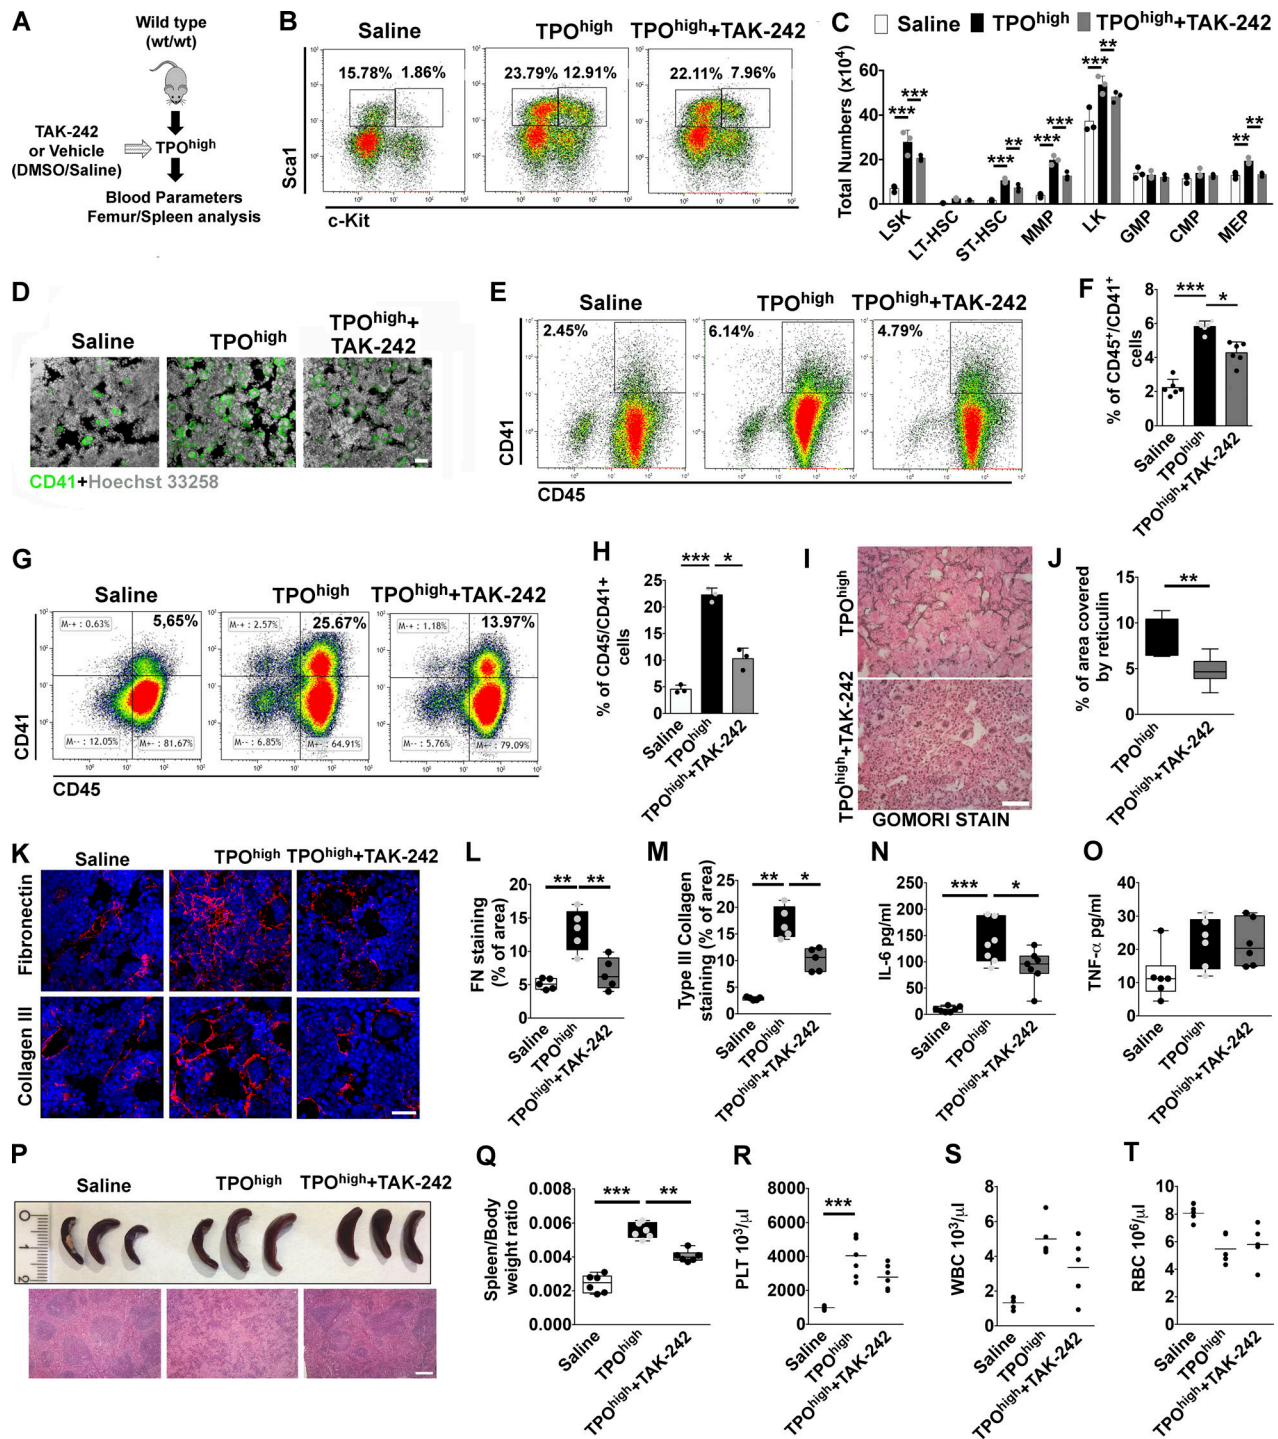 A
Wild type
(wt/wt)
TAK-242
or Vehicle
(DMSO/Saline)
TPOhigh
Blood Parameters
Femur/Spleen analysis
B
Saline
TPOhigh
TPOhigh+TAK-242
15.78% 1.86%
23.79% 12.91%
22.11% 7.96%
Sca1
c-Kit
C
Saline TPOhigh TPOhigh+TAK-242
Total Numbers (x10⁴)
60
40
20
0
*** *** *** ** *** *** *** ** ** **
LSK
LT-HSC
ST-HSC
MMP
LK
GMP
CMP
MEP
D
Saline
TPOhigh
TPOhigh+
TAK-242
CD41+Hoechst 33258
E
Saline
TPOhigh
TPOhigh+TAK-242
2.45%
6.14%
4.79%
CD41
CD45
F
% of CD45+/CD41+
cells
8
6
4
2
0
*** *
Saline
TPOhigh
TPOhigh+TAK-242
G
Saline
TPOhigh
TPOhigh+TAK-242
M-+ : 0.63%
5,65%
M-+ : 2.57%
25.67%
M-+ : 1.18%
13.97%
M-- : 12.05%
M+- : 81.67%
M-- : 6.85%
M+- : 64.91%
M-- : 5.76%
M+- : 79.09%
CD41
CD45
H
% of CD45/CD41+
cells
25
20
15
10
5
0
*** *
Saline
TPOhigh
TPOhigh+TAK-242
I
TPOhigh
TPOhigh+TAK-242
GOMORI STAIN
J
% of area covered
by reticulin
15
10
5
0
**
TPOhigh
TPOhigh+TAK-242
K
Saline
TPOhigh
TPOhigh+TAK-242
Fibronectin
Collagen III
L
FN staining
(% of area)
20
15
10
5
0
** **
Saline
TPOhigh
TPOhigh+TAK-242
M
Type III Collagen
staining (% of area)
25
20
15
10
5
0
** *
Saline
TPOhigh
TPOhigh+TAK-242
N
IL-6 pg/ml
250
200
150
100
50
0
*** *
Saline
TPOhigh
TPOhigh+TAK-242
O
TNF-α pg/ml
40
30
20
10
0
Saline
TPOhigh
TPOhigh+TAK-242
P
Saline
TPOhigh
TPOhigh+TAK-242
0
1
2
Q
Spleen/Body
weight ratio
0.008
0.006
0.004
0.002
0.000
*** **
Saline
TPOhigh
TPOhigh+TAK-242
R
PLT 10³/µl
8000
6000
4000
2000
0
***
Saline
TPOhigh
TPOhigh+TAK-242
S
WBC 10³/µl
8
6
4
2
0
Saline
TPOhigh
TPOhigh+TAK-242
T
RBC 10⁶/µl
10
8
6
4
2
0
Saline
TPOhigh
TPOhigh+TAK-242